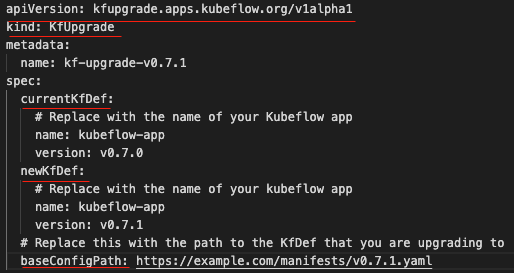 apiVersion: kfupgrade.apps.kubeflow.org/v1alpha1
kind: KfUpgrade
metadata:
  name: kf-upgrade-v0.7.1
spec:
  currentKfDef:
    # Replace with the name of your Kubeflow app
    name: kubeflow-app
    version: v0.7.0
  newKfDef:
    # Replace with the name of your kubeflow app
    name: kubeflow-app
    version: v0.7.1
  # Replace this with the path to the KfDef that you are upgrading to
  baseConfigPath: https://example.com/manifests/v0.7.1.yaml